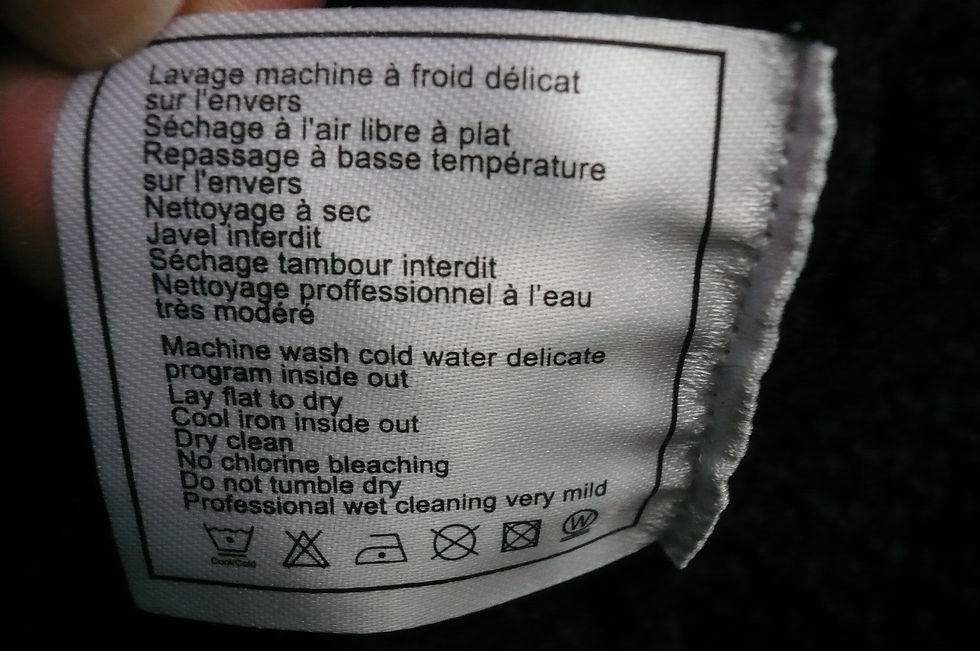 Lavage machine à froid délicat
sur l'envers
Séchage à l'air libre à plat
Repassage à basse température
sur l'envers
Nettoyage à sec
Javel interdit
Séchage tambour interdit
Nettoyage proffessionnel à l'eau
très modéré
Machine wash cold water delicate
program inside out
Lay flat to dry
Cool iron inside out
Dry clean
No chlorine bleaching
Do not tumble dry
Professional wet cleaning very mild
W
Cool/Cold